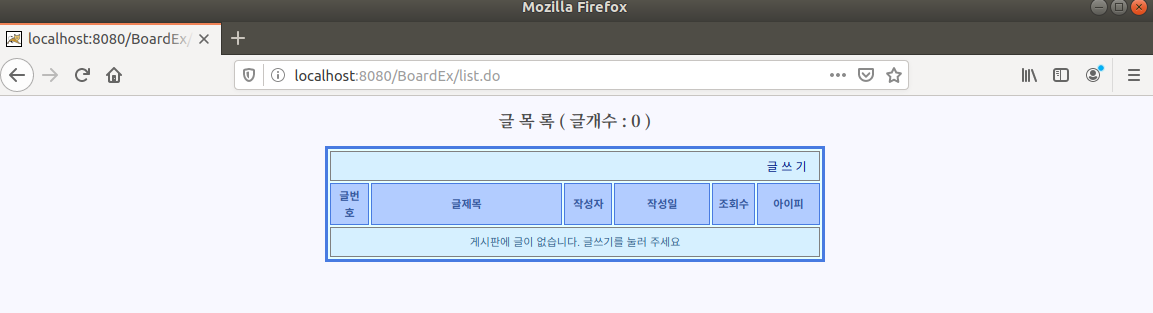 Mozilla Firefox
localhost:8080/BoardEx/
localhost:8080/BoardEx/list.do
글 목 록 ( 글개수 : 0 )
글 쓰 기
글번호 글제목 작성자 작성일 조회수 아이피
게시판에 글이 없습니다. 글쓰기를 눌러 주세요